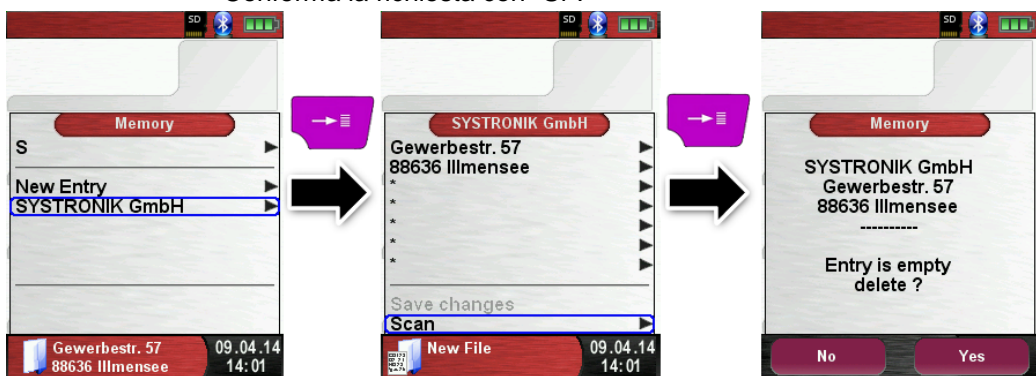 Conferma la richiesta con "SI".
SD
Memory
S
New Entry
SYSTRONIK GmbH
Gewerbestr. 57
88636 Illmensee
09.04.14
14:01
SD
SYSTRONIK GmbH
Gewerbestr. 57
88636 Illmensee
*
*
*
*
*
Save changes
Scan
New File
09.04.14
14:01
SD
Memory
SYSTRONIK GmbH
Gewerbestr. 57
88636 Illmensee
----------
Entry is empty
delete ?
No
Yes